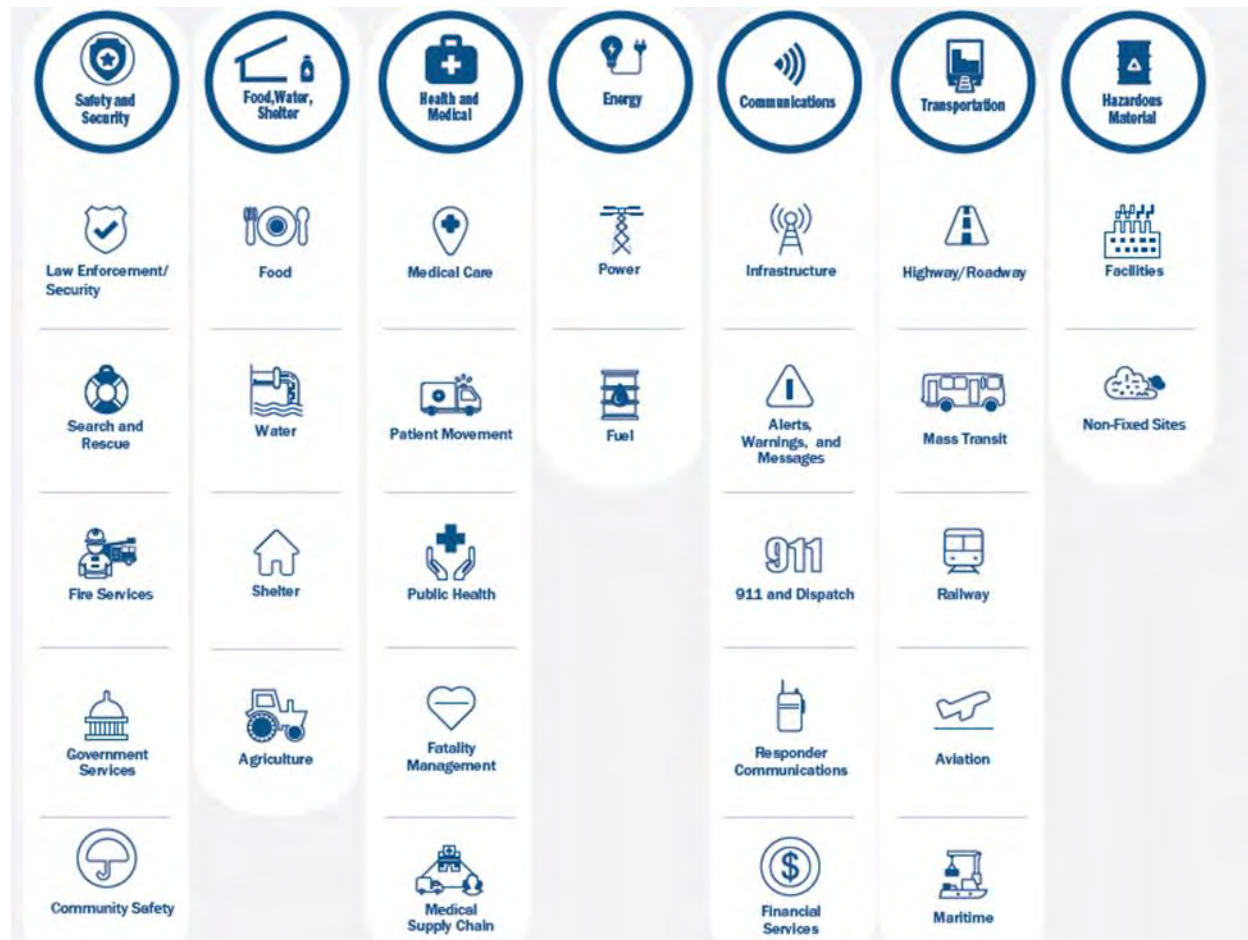 Safety and
Security
Food,Water,
Shelter
Health and
Medical
Energy
Communications
Transportation
Hazardous
Material
Law Enforcement/
Security
Food
Medical Care
Power
Infrastructure
Highway/Roadway
Facilities
Search and
Rescue
Water
Patient Movement
Fuel
Alerts,
Warnings, and
Messages
Mass Transit
Non-Fixed Sites
Fire Services
Shelter
Public Health
911
911 and Dispatch
Railway
Government
Services
Agriculture
Fatality
Management
Responder
Communications
Aviation
Community Safety
Medical
Supply Chain
$
Financial
Services
Maritime